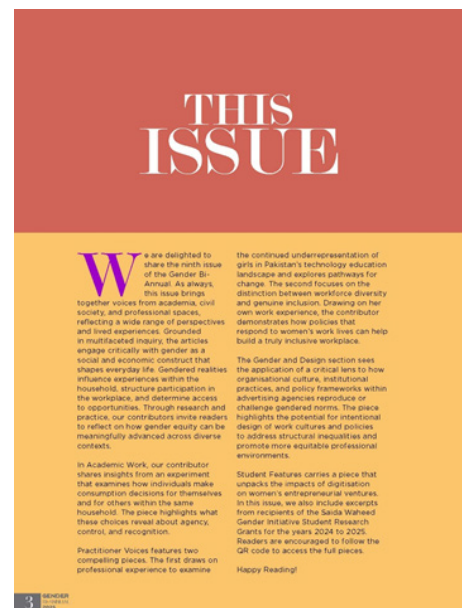 THIS
ISSUE
We are delighted to
share the ninth issue
of the Gender Bi-
Annual. As always,
this issue brings
together voices from academia, civil
society, and professional spaces,
reflecting a wide range of perspectives
and lived experiences. Grounded
in multifaceted inquiry, the articles
engage critically with gender as a
social and economic construct that
shapes everyday life. Gendered realities
influence experiences within the
household, structure participation in
the workplace, and determine access
to opportunities. Through research and
practice, our contributors invite readers
to reflect on how gender equity can be
meaningfully advanced across diverse
contexts.
In Academic Work, our contributor
shares insights from an experiment
that examines how individuals make
consumption decisions for themselves
and for others within the same
household. The piece highlights what
these choices reveal about agency,
control, and recognition.
Practitioner Voices features two
compelling pieces. The first draws on
professional experience to examine
the continued underrepresentation of
girls in Pakistan's technology education
landscape and explores pathways for
change. The second focuses on the
distinction between workforce diversity
and genuine inclusion. Drawing on her
own work experience, the contributor
demonstrates how policies that
respond to women's work lives can help
build a truly inclusive workplace.
The Gender and Design section sees
the application of a critical lens to how
organisational culture, institutional
practices, and policy frameworks within
advertising agencies reproduce or
challenge gendered norms. The piece
highlights the potential for intentional
design of work cultures and policies
to address structural inequalities and
promote more equitable professional
environments.
Student Features carries a piece that
unpacks the impacts of digitisation
on women's entrepreneurial ventures.
In this issue, we also include excerpts
from recipients of the Saida Waheed
Gender Initiative Student Research
Grants for the years 2024 to 2025.
Readers are encouraged to follow the
QR code to access the full pieces.
Happy Reading!
3
GENDER